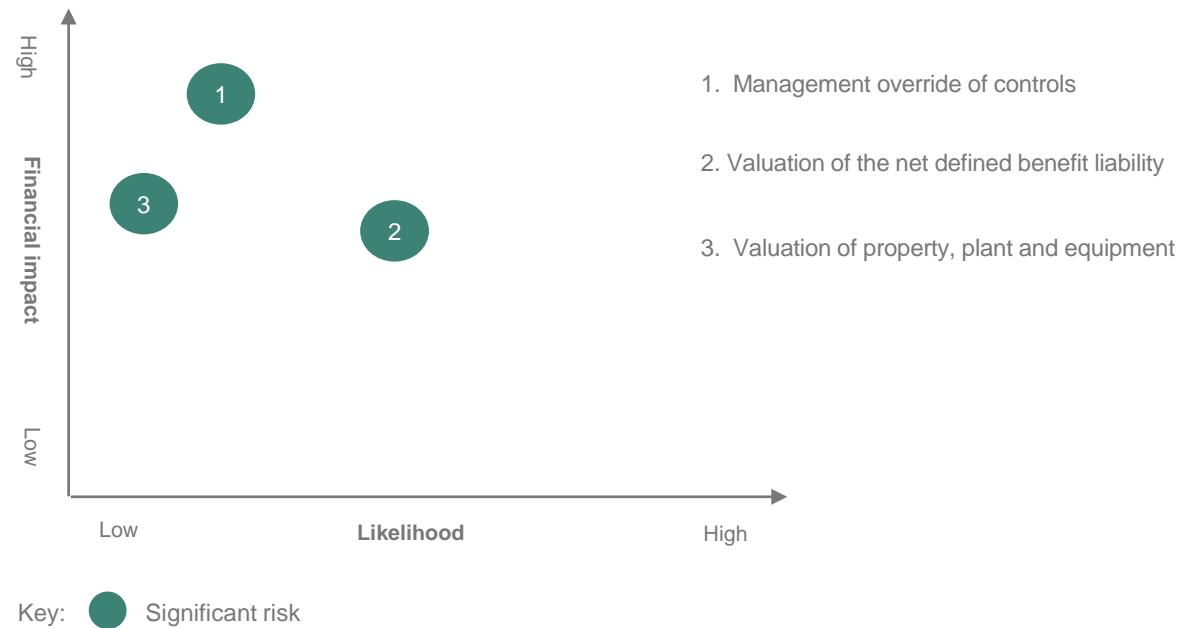 High
Financial impact
Low
1
3
2
1. Management override of controls
2. Valuation of the net defined benefit liability
3. Valuation of property, plant and equipment
Low
Likelihood
High
Key:
Significant risk